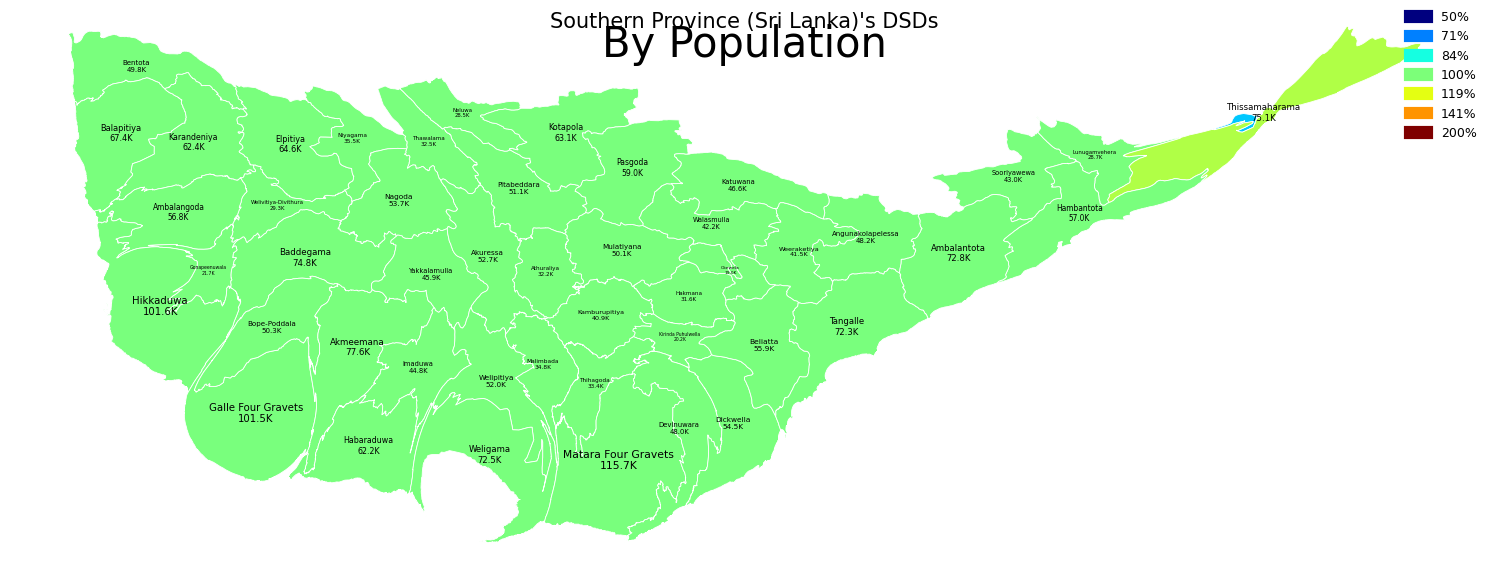 Southern Province (Sri Lanka)'s DSDs
By Population
50%
71%
84%
100%
119%
141%
200%
Bentota
49.8K
Balapitiya
67.4K
Karandeniya
62.4K
Elpitiya
64.6K
Niyagama
35.5K
Thawalama
32.5K
Neluwa
28.5K
Kotapola
63.1K
Pasgoda
59.0K
Katuwana
46.6K
Pitabeddara
51.1K
Nagoda
53.7K
Welivitiya-Divithura
29.3K
Ambalangoda
56.8K
Gonapeenuwala
21.7K
Hikkaduwa
101.6K
Baddegama
74.8K
Yakkalamulla
45.9K
Akuressa
52.7K
Athuraliya
32.2K
Mulatiyana
50.1K
Walasmulla
42.2K
Weeraketiya
41.5K
Angunakolapelessa
48.2K
Ambalantota
72.8K
Sooriyawewa
43.0K
Lunugamvehera
28.7K
Hambantota
57.0K
Thissamaharama
75.1K
Hakmana
31.6K
Kamburupitiya
40.9K
Kirinda Puhulwella
20.2K
Beliatta
55.9K
Tangalle
72.3K
Bope-Poddala
50.3K
Akmeemana
77.6K
Imaduwa
44.8K
Welipitiya
52.0K
Malimbada
34.8K
Thihagoda
33.4K
Galle Four Gravets
101.5K
Habaraduwa
62.2K
Weligama
72.5K
Matara Four Gravets
115.7K
Devinuwara
48.0K
Dickwella
54.5K